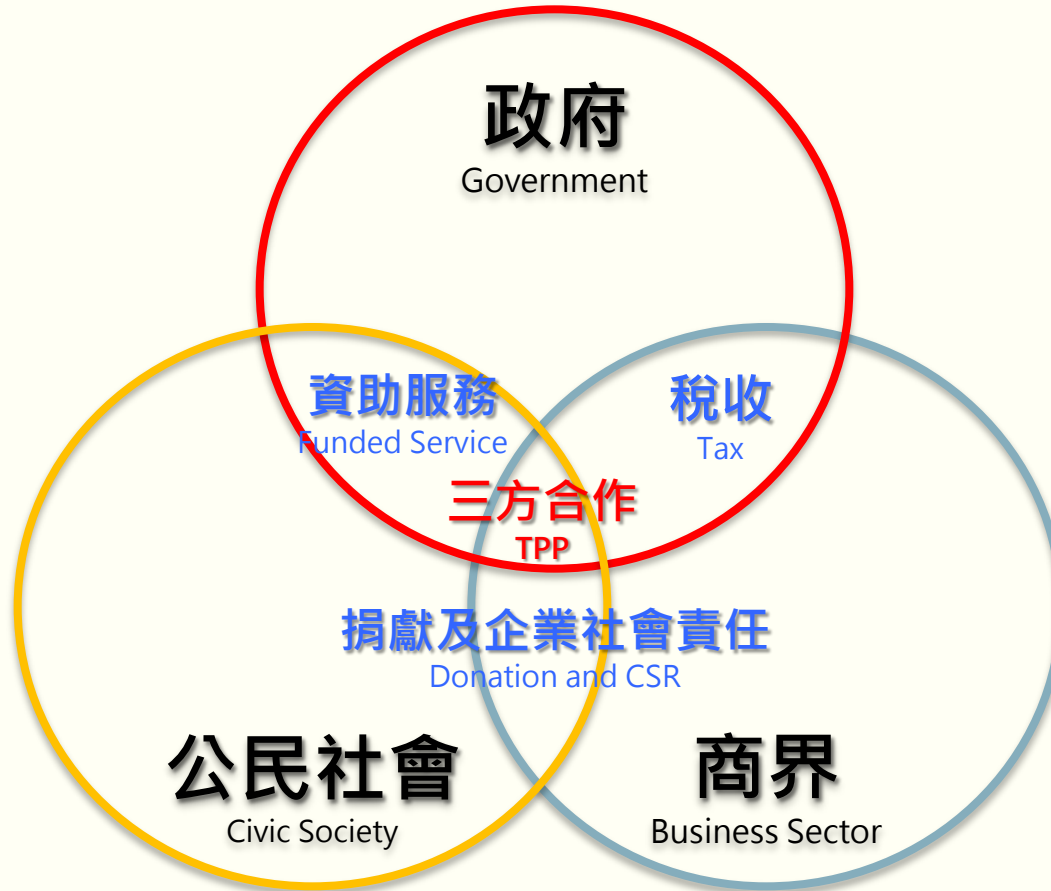 政府
Government
資助服務
Funded Service
稅收
Tax
三方合作
TPP
捐獻及企業社會責任
Donation and CSR
公民社會
Civic Society
商界
Business Sector